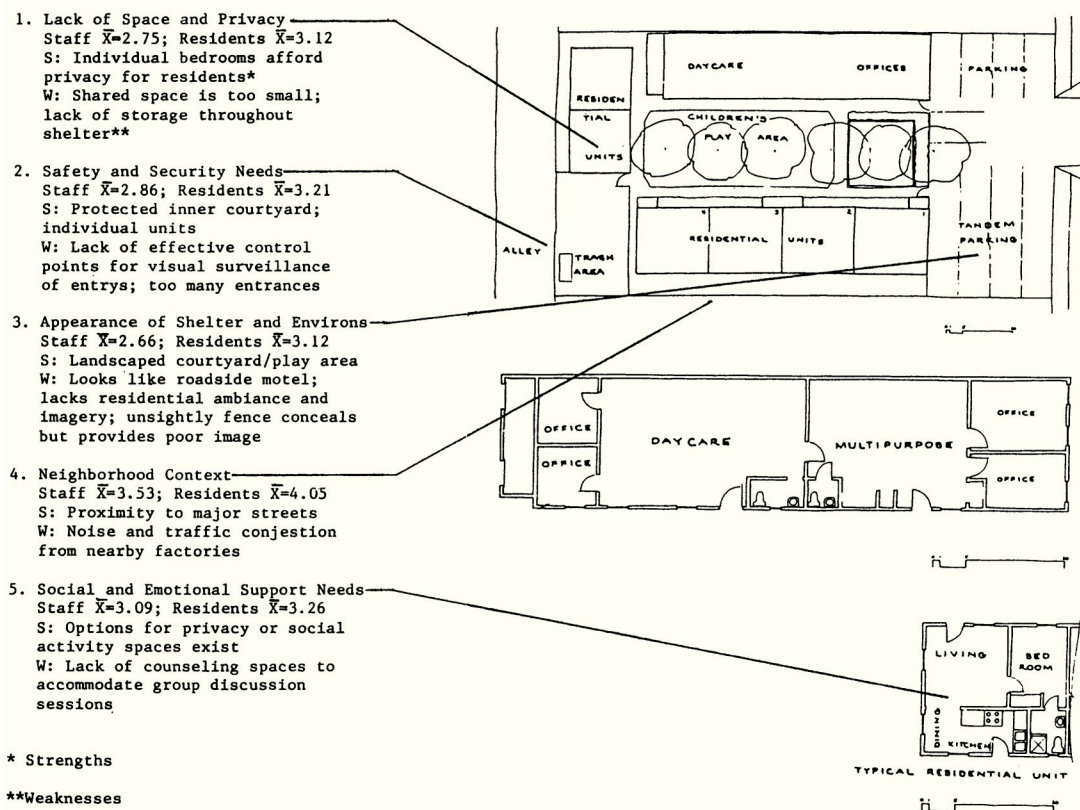 1. Lack of Space and Privacy
Staff X̄=2.75; Residents X̄=3.12
S: Individual bedrooms afford
privacy for residents*
W: Shared space is too small;
lack of storage throughout
shelter**
2. Safety and Security Needs
Staff X̄=2.86; Residents X̄=3.21
S: Protected inner courtyard;
individual units
W: Lack of effective control
points for visual surveillance
of entrys; too many entrances
3. Appearance of Shelter and Environs
Staff X̄=2.66; Residents X̄=3.12
S: Landscaped courtyard/play area
W: Looks like roadside motel;
lacks residential ambiance and
imagery; unsightly fence conceals
but provides poor image
4. Neighborhood Context
Staff X̄=3.53; Residents X̄=4.05
S: Proximity to major streets
W: Noise and traffic conjestion
from nearby factories
5. Social and Emotional Support Needs
Staff X̄=3.09; Residents X̄=3.26
S: Options for privacy or social
activity spaces exist
W: Lack of counseling spaces to
accommodate group discussion
sessions
* Strengths
**Weaknesses
DAYCARE OFFICES PARKING
RESIDEN
TIAL
UNITS
CHILDREN'S
PLAY AREA
4 3 2 1
RESIDENTIAL UNITS
TANDEM
PARKING
ALLEY
TRASH
AREA
OFFICE
OFFICE
DAY CARE
MULTIPURPOSE
OFFICE
OFFICE
LIVING
BED
ROOM
DINING
KITCHEN
TYPICAL RESIDENTIAL UNIT